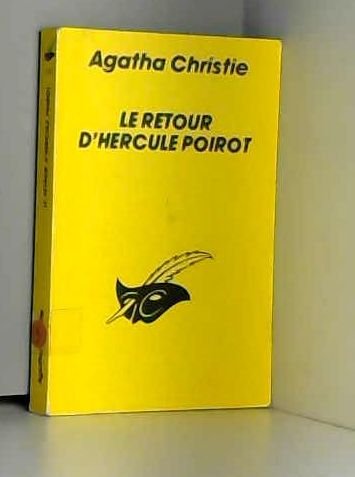 Agatha Christie
LE RETOUR
D'HERCULE POIROT